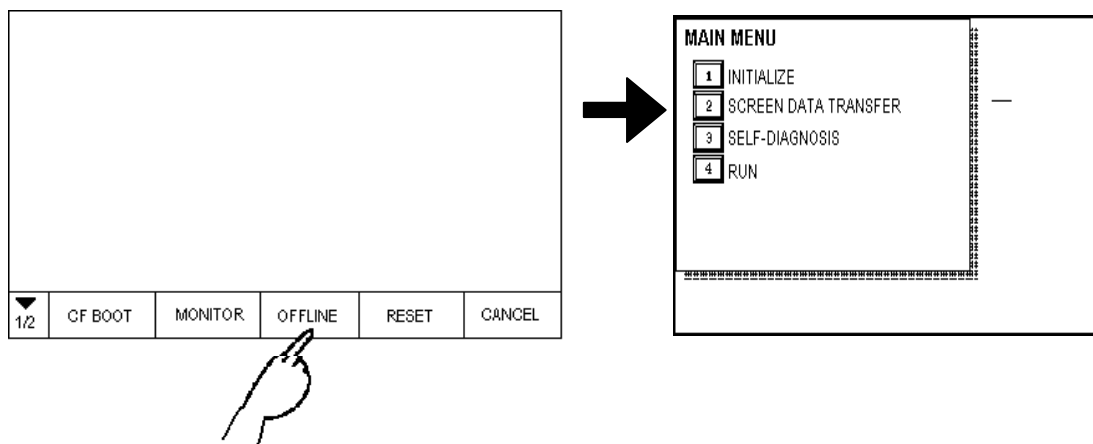 1/2 CF BOOT MONITOR OFFLINE RESET CANCEL
MAIN MENU
1 INITIALIZE
2 SCREEN DATA TRANSFER
3 SELF-DIAGNOSIS
4 RUN